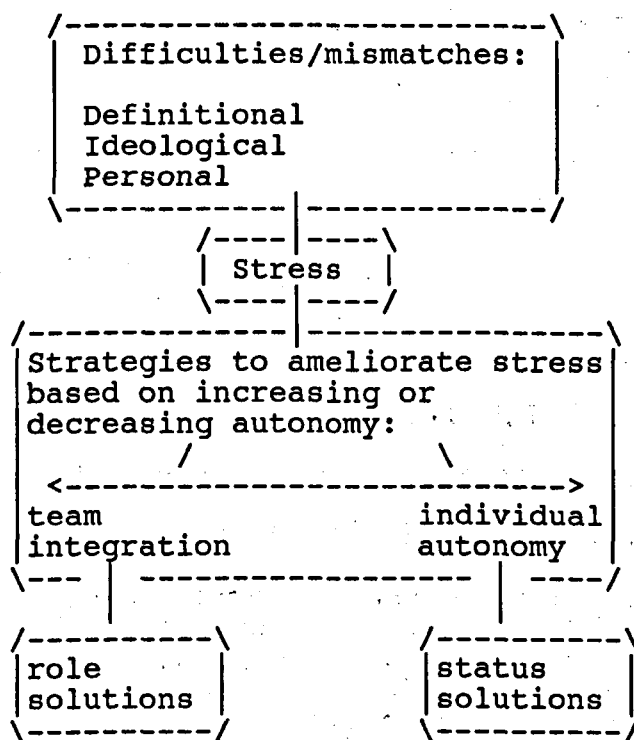 Difficulties/mismatches:
Definitional
Ideological
Personal
Stress
Strategies to ameliorate stress
based on increasing or
decreasing autonomy:
team individual
integration autonomy
role status
solutions solutions